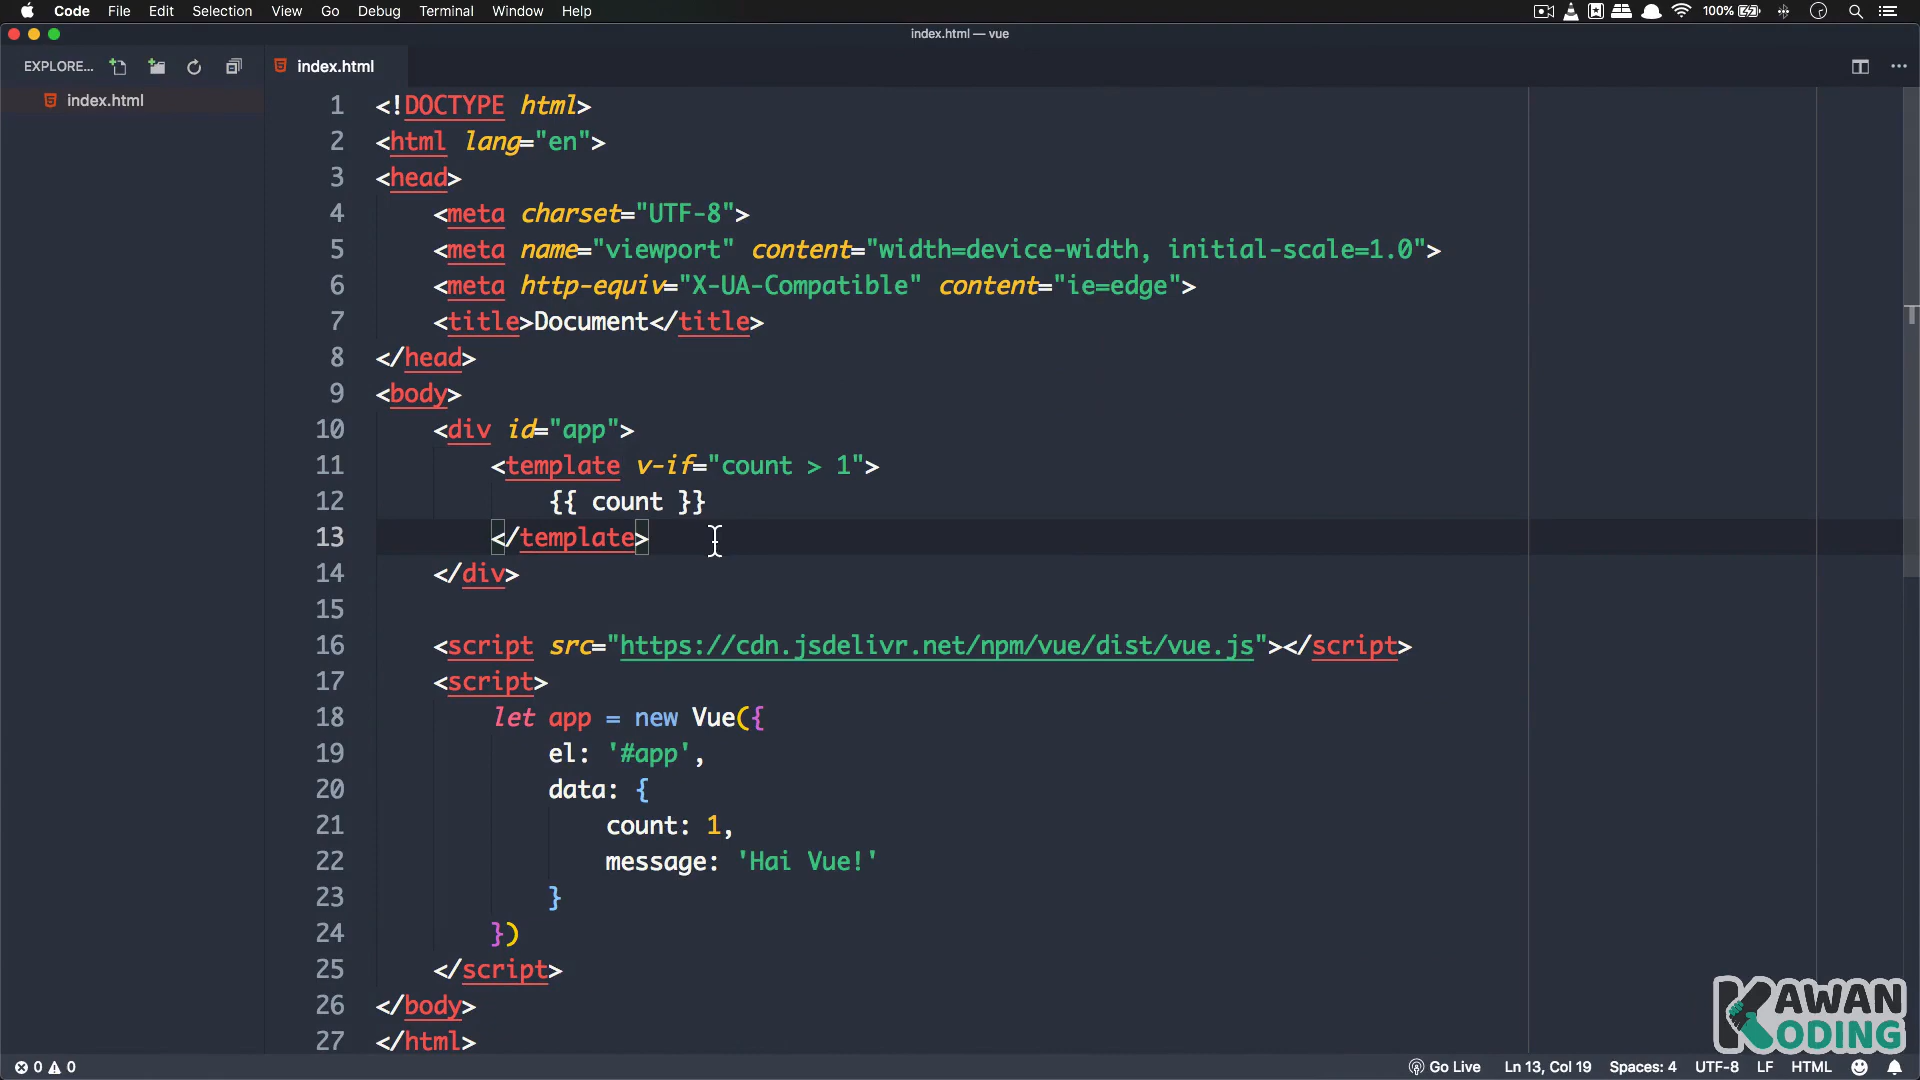 Code File Edit Selection View Go Debug Terminal Window Help 100%
index.html — vue
EXPLORE... index.html
index.html
1 <!DOCTYPE html>
2 <html lang="en">
3 <head>
4 <meta charset="UTF-8">
5 <meta name="viewport" content="width=device-width, initial-scale=1.0">
6 <meta http-equiv="X-UA-Compatible" content="ie=edge">
7 <title>Document</title>
8 </head>
9 <body>
10 <div id="app">
11 <template v-if="count > 1">
12 {{ count }}
13 </template>
14 </div>
15
16 <script src="https://cdn.jsdelivr.net/npm/vue/dist/vue.js"></script>
17 <script>
18 let app = new Vue({
19 el: '#app',
20 data: {
21 count: 1,
22 message: 'Hai Vue!'
23 }
24 })
25 </script>
26 </body>
27 </html>
KAWAN
KODING
0 0 Go Live Ln 13, Col 19 Spaces: 4 UTF-8 LF HTML